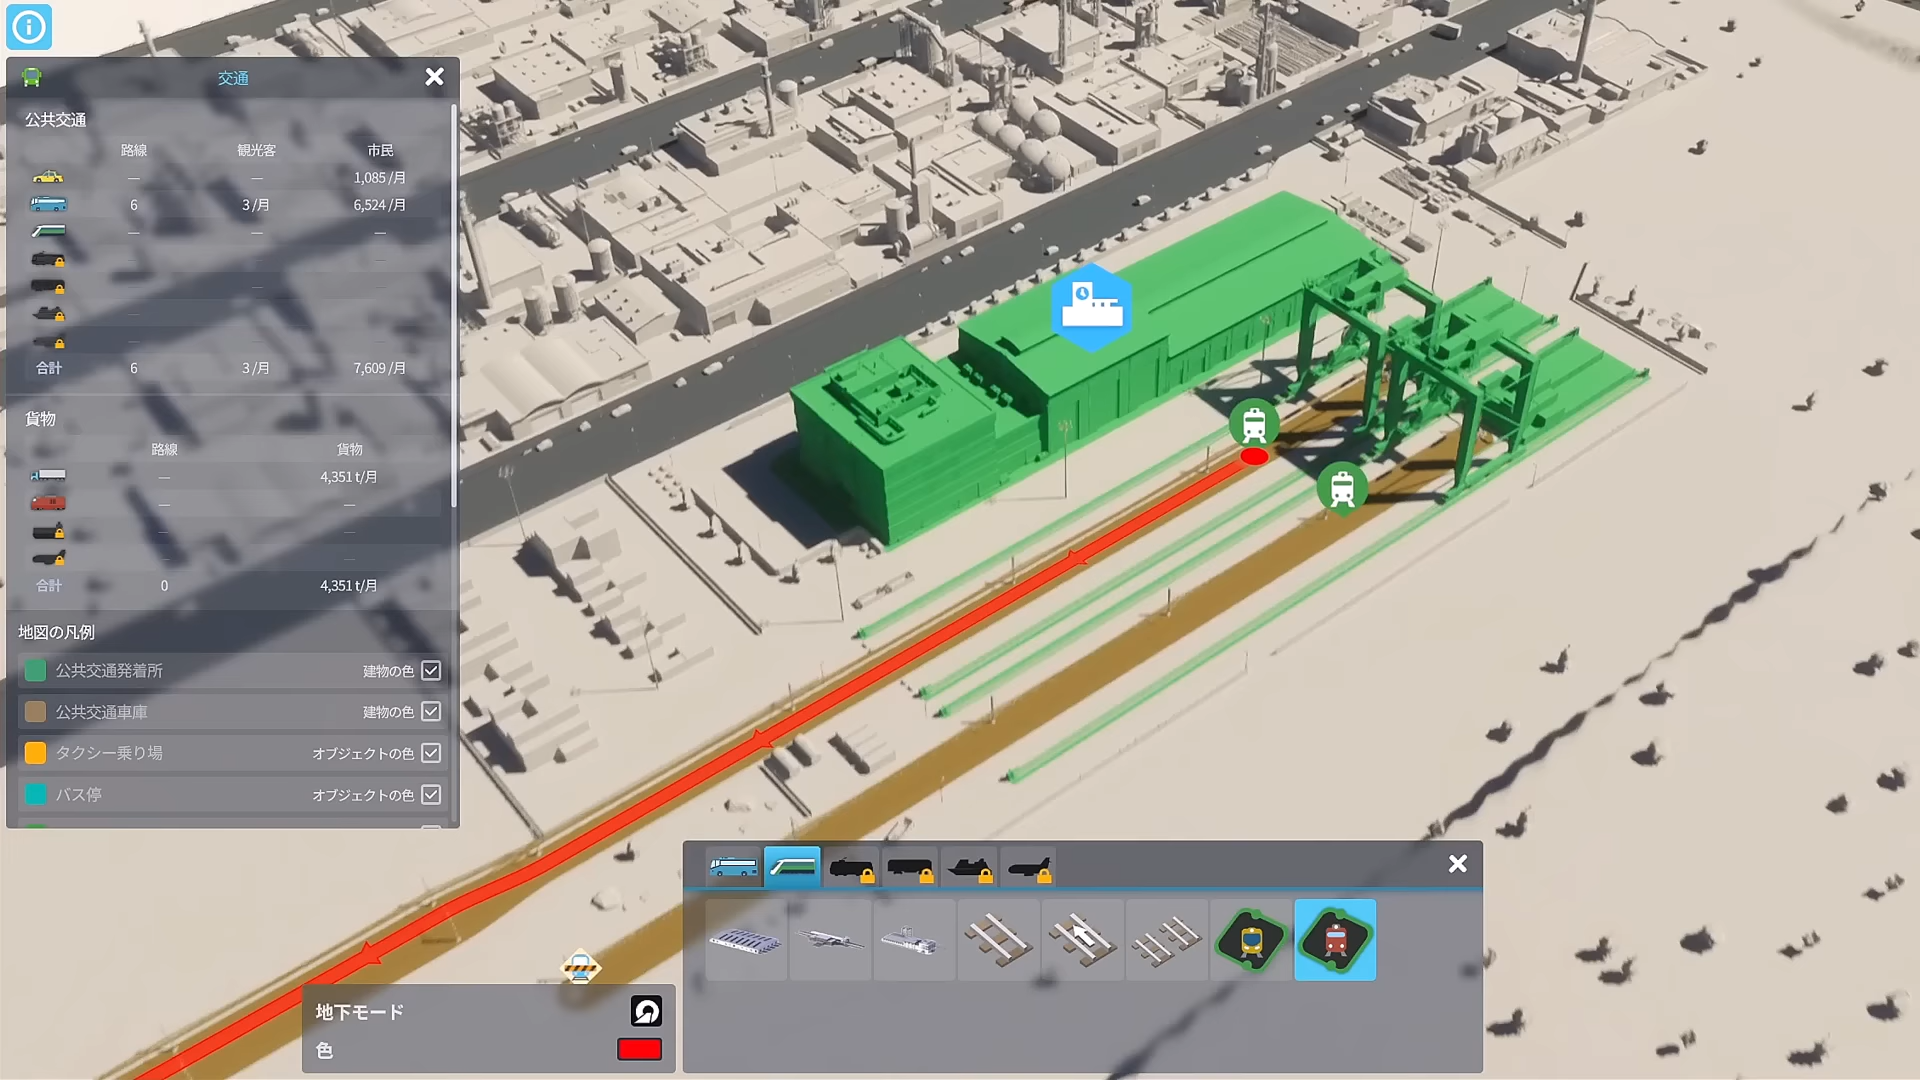 交通
公共交通
路線 観光客 市民
— — 1,085 /月
6 3 /月 6,524 /月
— — —
— — —
— — —
—
— — —
合計 6 3 /月 7,609 /月
貨物
路線 貨物
— 4,351 t/月
— —
— —
— —
合計 0 4,351 t/月
地図の凡例
公共交通発着所 建物の色
公共交通車庫 建物の色
タクシー乗り場 オブジェクトの色
バス停 オブジェクトの色
地下モード
色